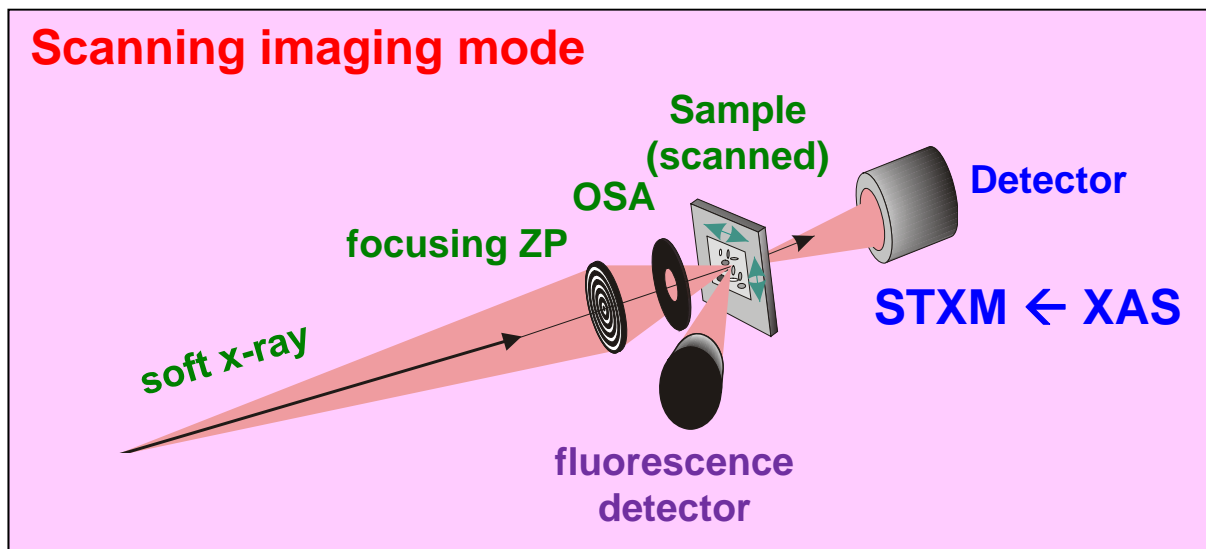 Scanning imaging mode
Sample
(scanned)
OSA
Detector
focusing ZP
STXM ← XAS
soft x-ray
fluorescence
detector